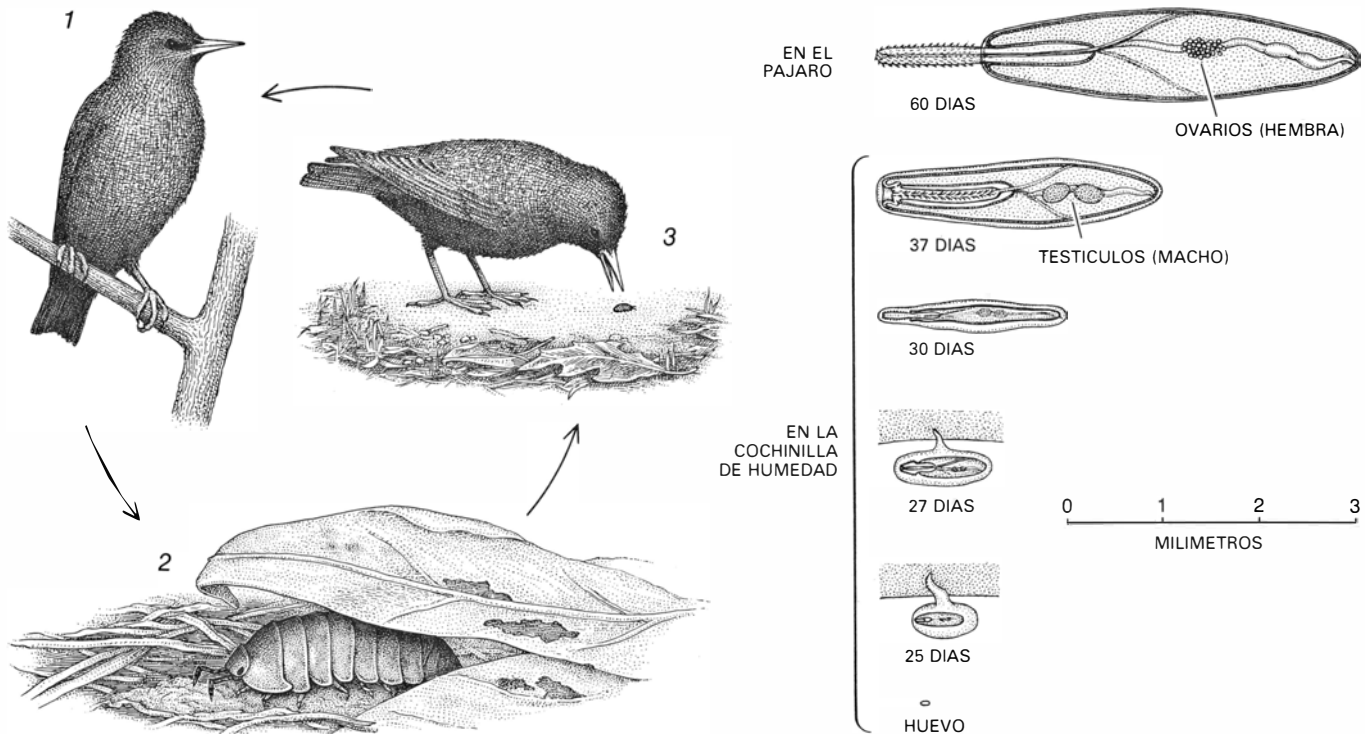 1
3
2
EN EL
PAJARO
60 DIAS
OVARIOS (HEMBRA)
37 DIAS
TESTICULOS (MACHO)
30 DIAS
EN LA
COCHINILLA
DE HUMEDAD
27 DIAS
0 1 2 3
MILIMETROS
25 DIAS
HUEVO